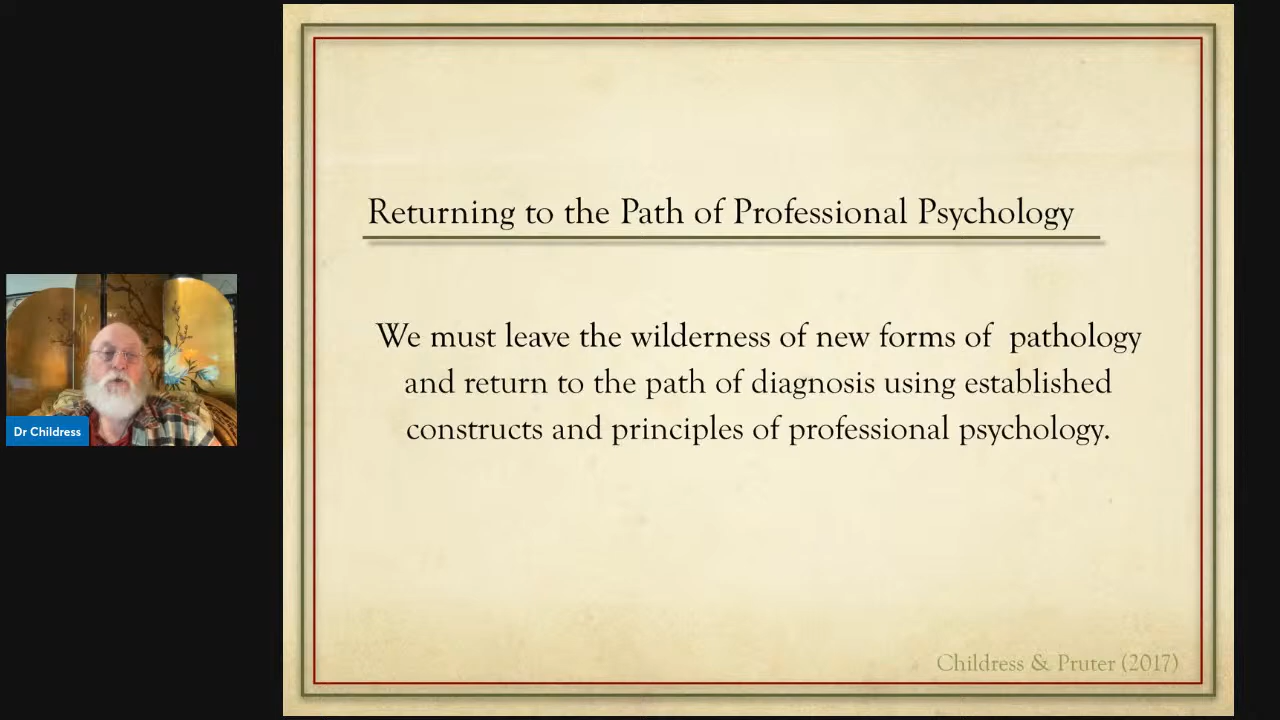 Returning to the Path of Professional Psychology
We must leave the wilderness of new forms of  pathology
and return to the path of diagnosis using established
constructs and principles of professional psychology.
Dr Childress
Childress & Pruter (2017)